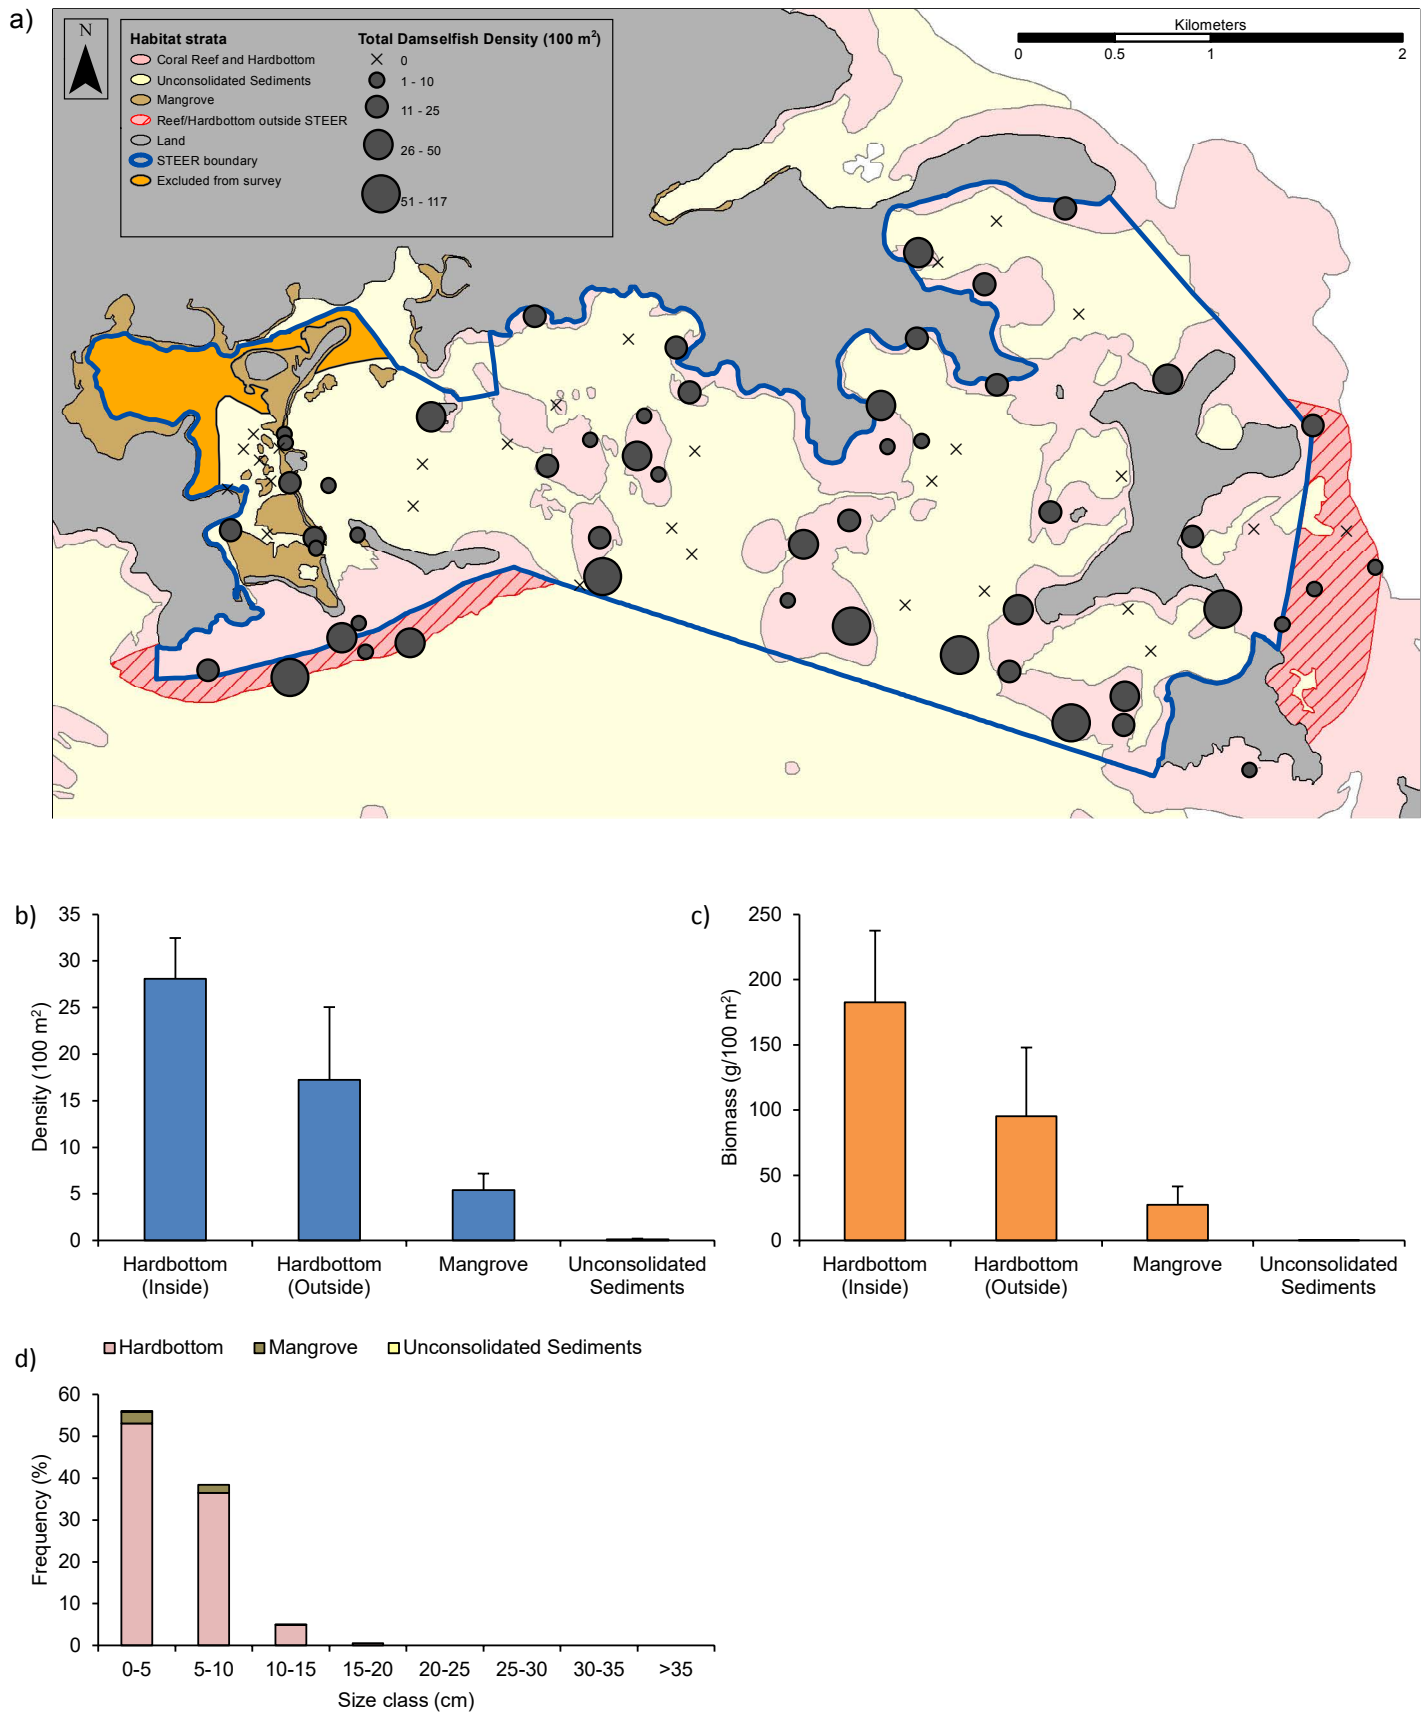 a)
N
Habitat strata
Coral Reef and Hardbottom
Unconsolidated Sediments
Mangrove
Reef/Hardbottom outside STEER
Land
STEER boundary
Excluded from survey
Total Damselfish Density (100 m²)
0
1 - 10
11 - 25
26 - 50
51 - 117
Kilometers
0 0.5 1 2
b)
Density (100 m²)
35
30
25
20
15
10
5
0
Hardbottom (Inside)
Hardbottom (Outside)
Mangrove
Unconsolidated Sediments
c)
Biomass (g/100 m²)
250
200
150
100
50
0
Hardbottom (Inside)
Hardbottom (Outside)
Mangrove
Unconsolidated Sediments
d)
Hardbottom Mangrove Unconsolidated Sediments
Frequency (%)
60
50
40
30
20
10
0
0-5 5-10 10-15 15-20 20-25 25-30 30-35 >35
Size class (cm)